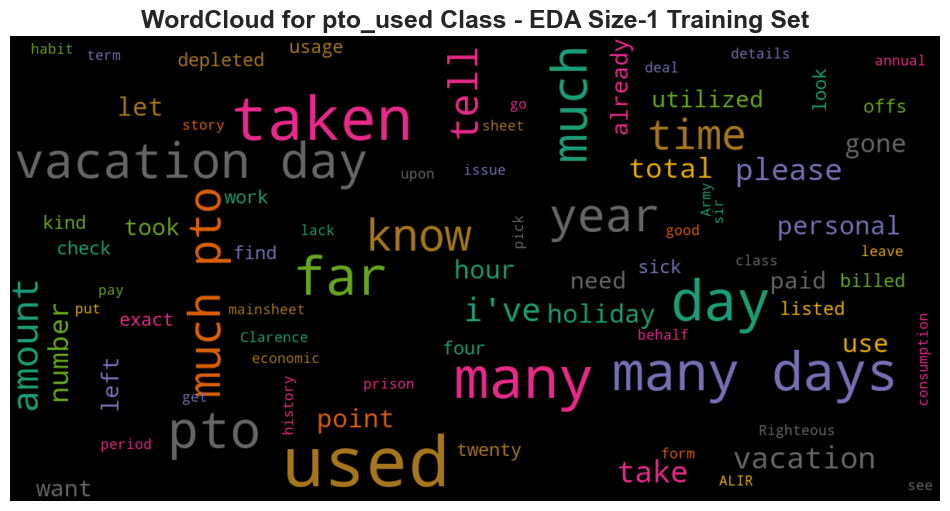 WordCloud for pto_used Class - EDA Size-1 Training Set
habit
term
depleted
usage
tell
much
already
deal
details
annual
let
story
taken
go
sheet
utilized
look
offs
time
gone
vacation day
upon
issue
total
please
work
much pto
kind
took
check
find
lack
know
pick
year
Army
sir
good
personal
leave
far
hour
need
sick
class
paid
billed
amount
number
put
pay
exact
mainsheet
i've
holiday
day
listed
Clarence
behalf
use
consumption
left
economic
four
get
history
prison
many
many days
point
pto
period
used
twenty
Righteous
form
vacation
take
ALIR
want
see